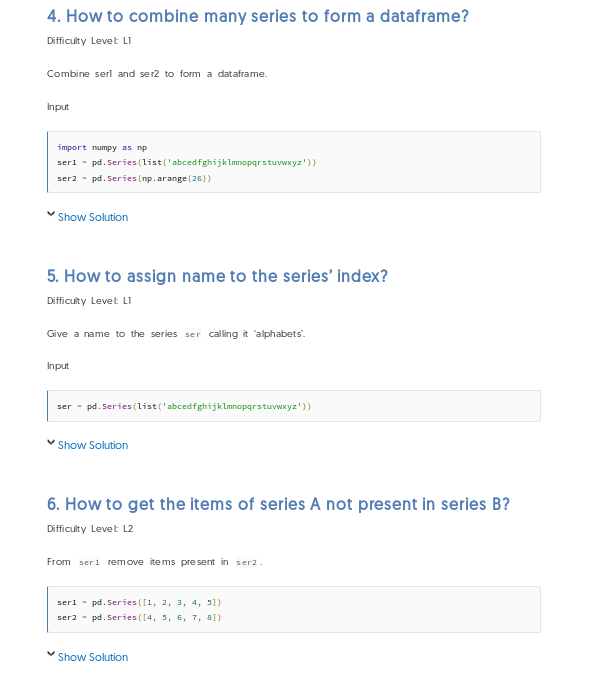 4. How to combine many series to form a dataframe?
Difficulty Level: L1
Combine ser1 and ser2 to form a dataframe.
Input
import numpy as np
ser1 = pd.Series(list('abcedfghijklmnopqrstuvwxyz'))
ser2 = pd.Series(np.arange(26))
Show Solution
5. How to assign name to the series’ index?
Difficulty Level: L1
Give a name to the series ser calling it ‘alphabets’.
Input
ser = pd.Series(list('abcedfghijklmnopqrstuvwxyz'))
Show Solution
6. How to get the items of series A not present in series B?
Difficulty Level: L2
From ser1 remove items present in ser2.
ser1 = pd.Series([1, 2, 3, 4, 5])
ser2 = pd.Series([4, 5, 6, 7, 8])
Show Solution